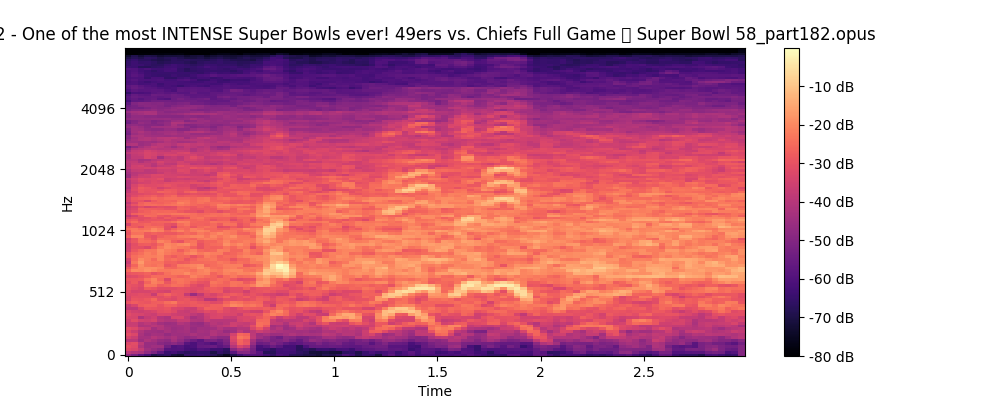 2 - One of the most INTENSE Super Bowls ever! 49ers vs. Chiefs Full Game Super Bowl 58_part182.opus
4096
2048
1024
512
0
Hz
0 0.5 1 1.5 2 2.5
Time
-10 dB
-20 dB
-30 dB
-40 dB
-50 dB
-60 dB
-70 dB
-80 dB